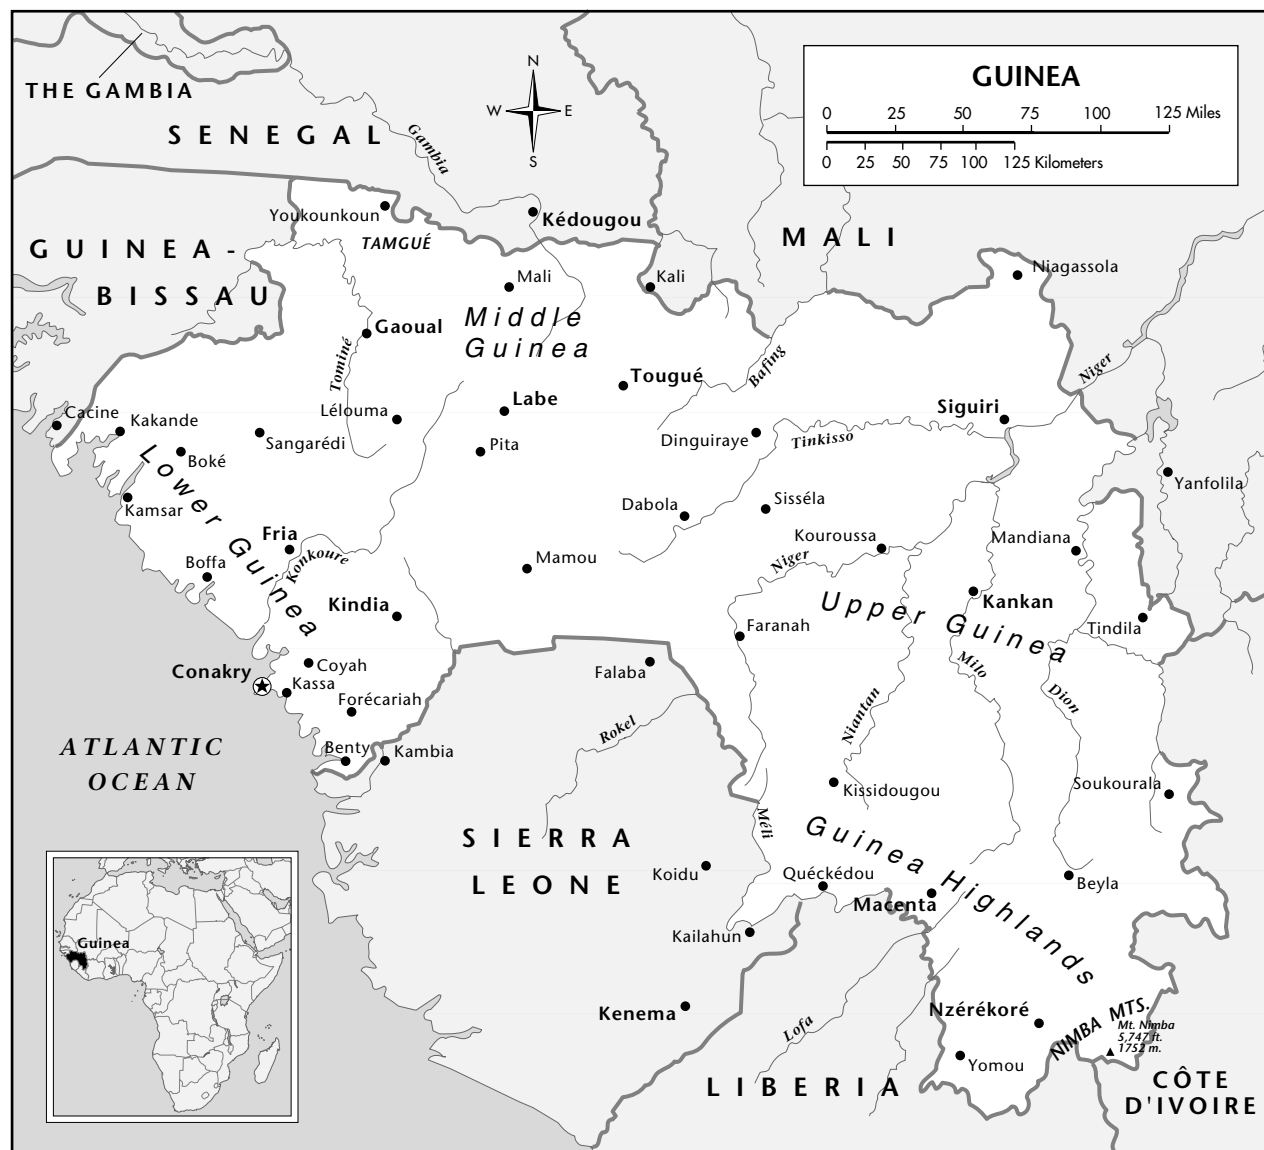 GUINEA
0 25 50 75 100 125 Miles
0 25 50 75 100 125 Kilometers
N
W E
S
THE GAMBIA
SENEGAL
Gambia
Youkounkoun
TAMGUÉ
Kédougou
MALI
GUINEA-
BISSAU
Mali
Kali
Niagassola
Gaoual
Middle
Guinea
Tominé
Tougué
Bafing
Niger
Labe
Lélouma
Siguiri
Cacine
Kakande
Sangarédi
Pita
Dinguiraye
Tinkisso
Boké
Lower Guinea
Yanfolila
Kamsar
Dabola
Sisséla
Fria
Konkoure
Kouroussa
Mandiana
Boffa
Mamou
Niger
Kindia
Upper Guinea
Kankan
Faranah
Tindila
Conakry
Coyah
Kassa
Falaba
Milo
Forécariah
Rokel
Niantan
Dion
Benty
Kambia
ATLANTIC
OCEAN
Kissidougou
Soukourala
Méli
SIERRA
LEONE
Guinea Highlands
Koidu
Quéckédou
Beyla
Macenta
Kailahun
Guinea
Kenema
Lofa
Nzérékoré
NIMBA MTS.
Mt. Nimba
5,747 ft.
1752 m.
Yomou
LIBERIA
CÔTE
D'IVOIRE